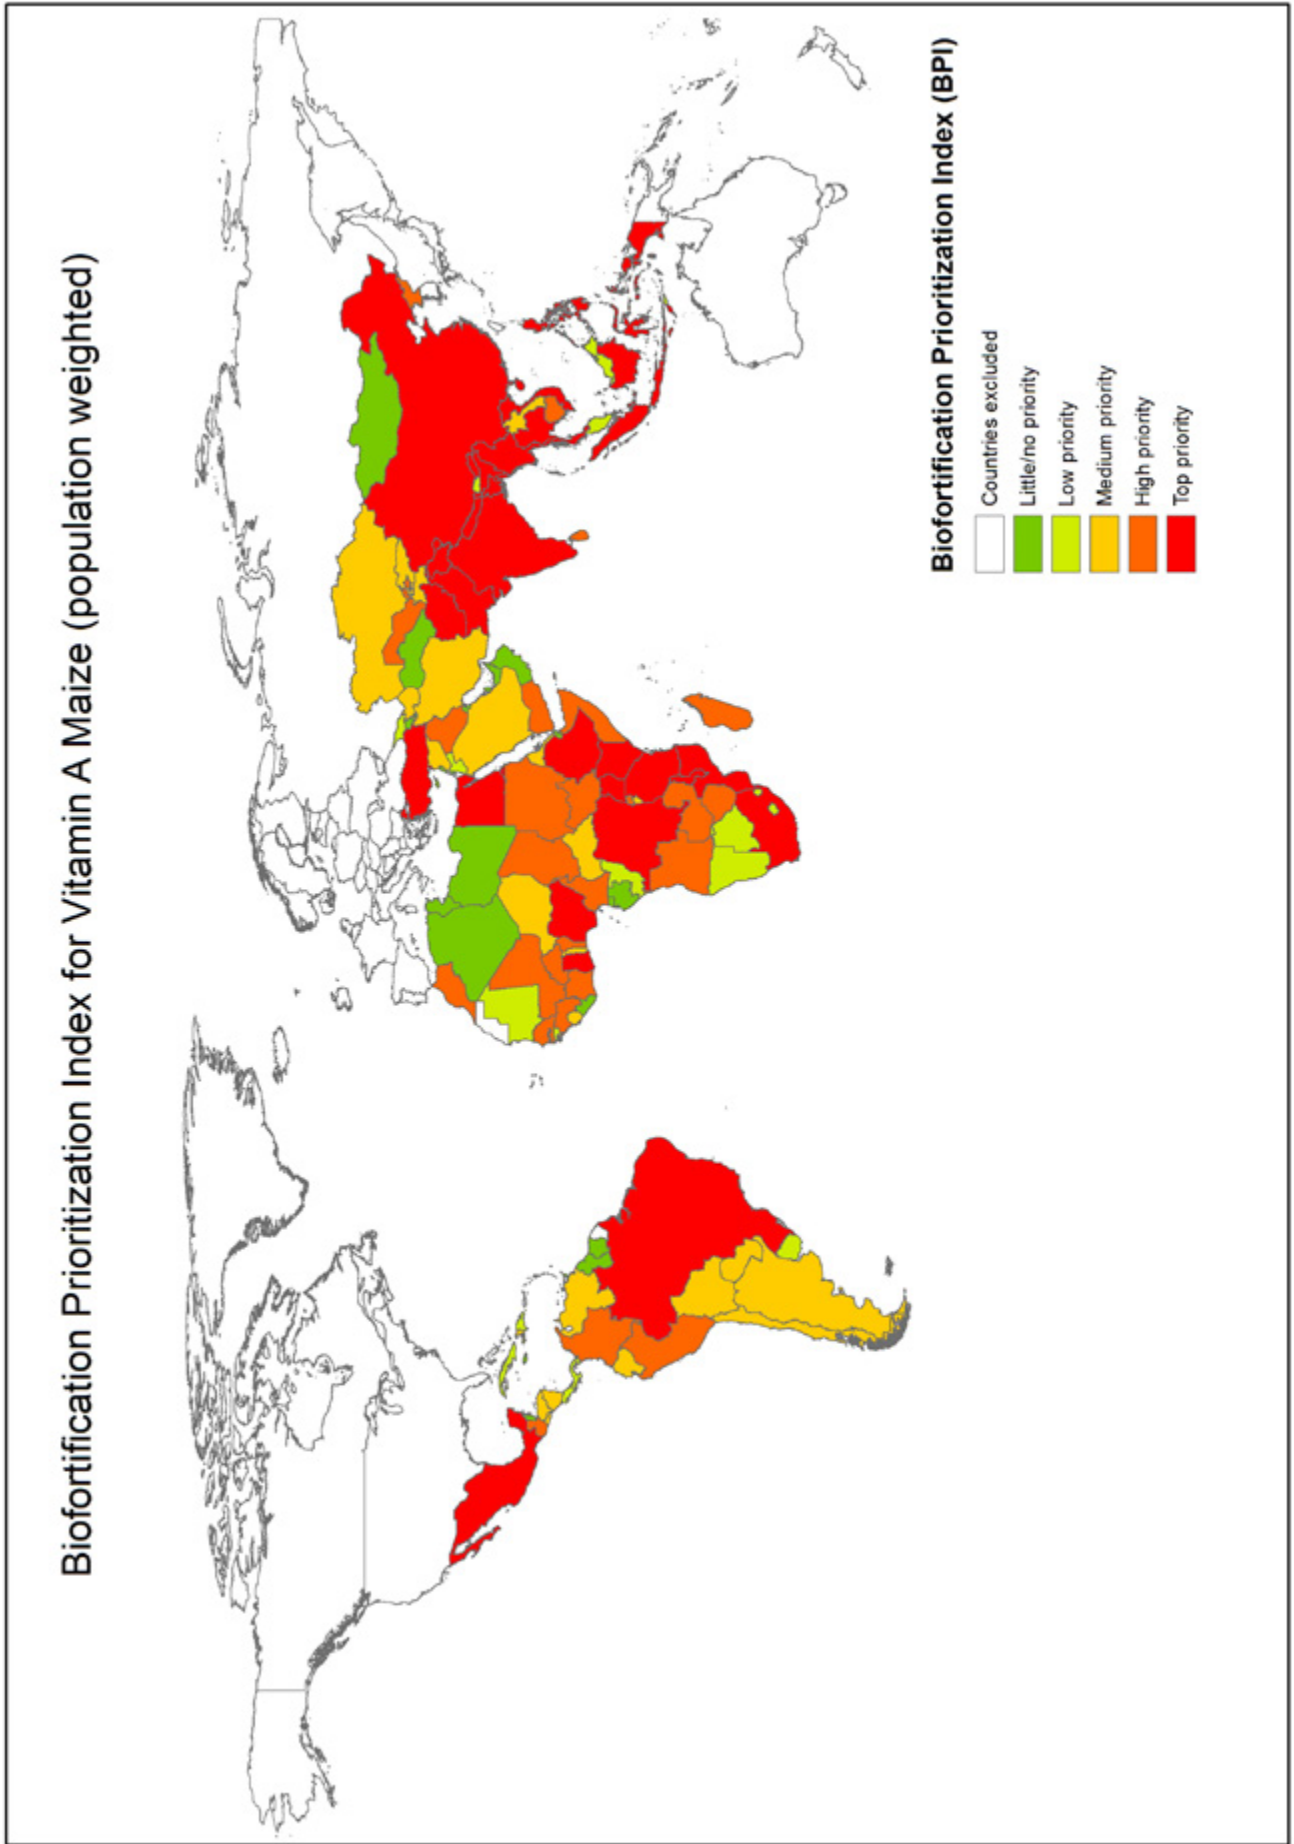 Biofortification Prioritization Index for Vitamin A Maize (population weighted)
Biofortification Prioritization Index (BPI)
Countries excluded
Little/no priority
Low priority
Medium priority
High priority
Top priority